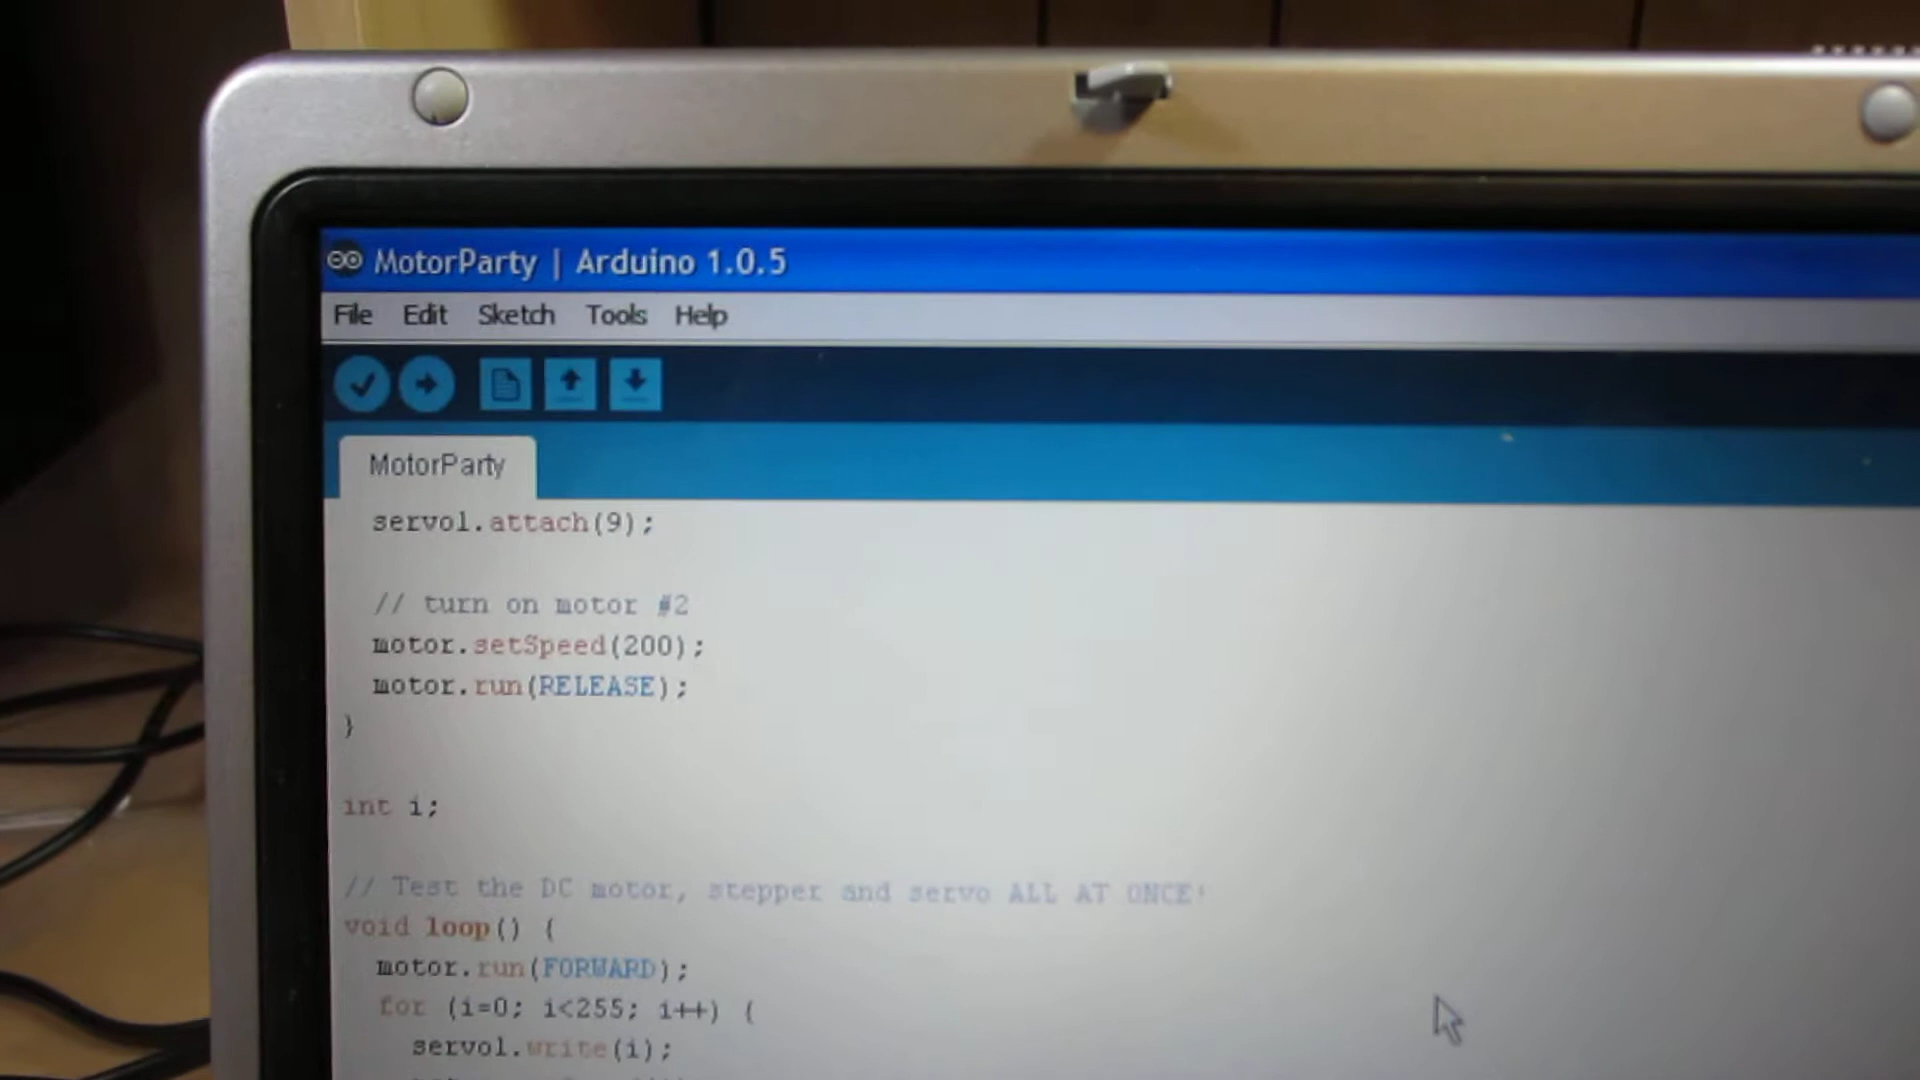 MotorParty | Arduino 1.0.5
File Edit Sketch Tools Help
MotorParty
servo1.attach(9);
// turn on motor #2
motor.setSpeed(200);
motor.run(RELEASE);
}
int i;
// Test the DC motor, stepper and servo ALL AT ONCE!
void loop() {
motor.run(FORWARD);
for (i=0; i<255; i++) {
servo1.write(i);